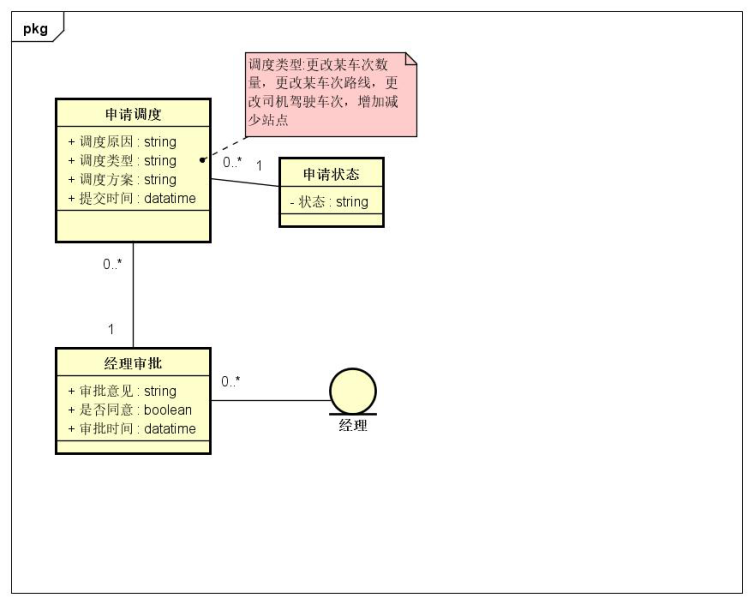 pkg
调度类型:更改某车次数
量，更改某车次路线，更
改司机驾驶车次，增加减
少站点
申请调度
+ 调度原因 : string
+ 调度类型 : string
+ 调度方案 : string
+ 提交时间 : datatime
0..*
1
申请状态
- 状态 : string
0..*
1
经理审批
+ 审批意见 : string
+ 是否同意 : boolean
+ 审批时间 : datatime
0..*
经理